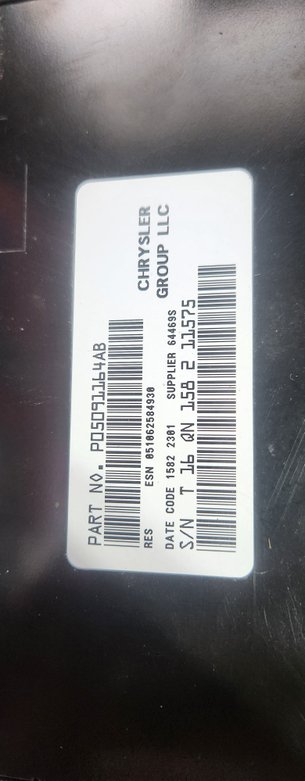 PART NO. P05091164AB
RES
ESN 051062584930
CHRYSLER
GROUP LLC
DATE CODE 1582 2301 SUPPLIER 64469S
S/N T 16 QN 158 2 11575